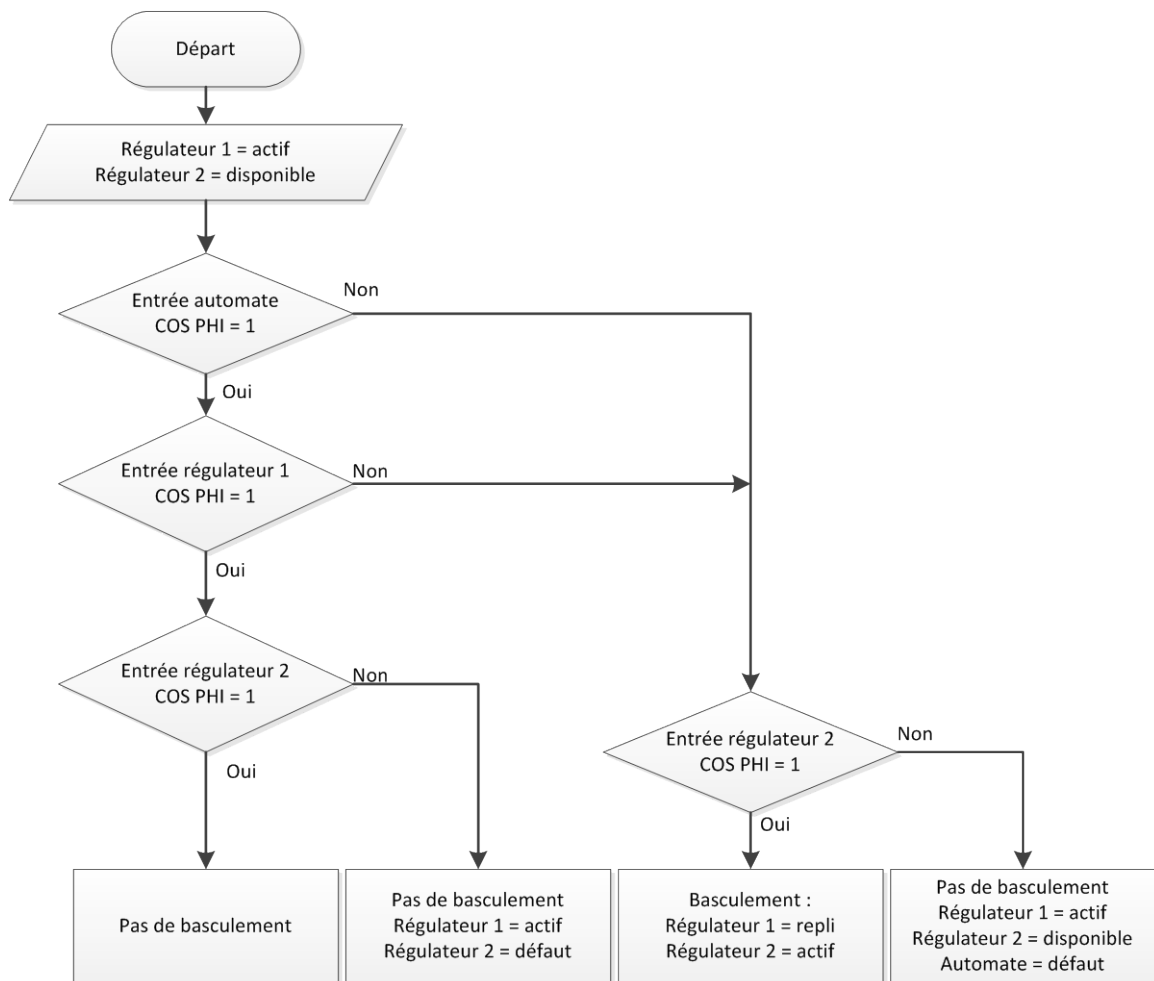 Départ
Régulateur 1 = actif
Régulateur 2 = disponible
Entrée automate
COS PHI = 1
Non
Oui
Entrée régulateur 1
COS PHI = 1
Non
Oui
Entrée régulateur 2
COS PHI = 1
Non
Oui
Entrée régulateur 2
COS PHI = 1
Non
Oui
Pas de basculement
Pas de basculement
Régulateur 1 = actif
Régulateur 2 = défaut
Basculement :
Régulateur 1 = repli
Régulateur 2 = actif
Pas de basculement
Régulateur 1 = actif
Régulateur 2 = disponible
Automate = défaut